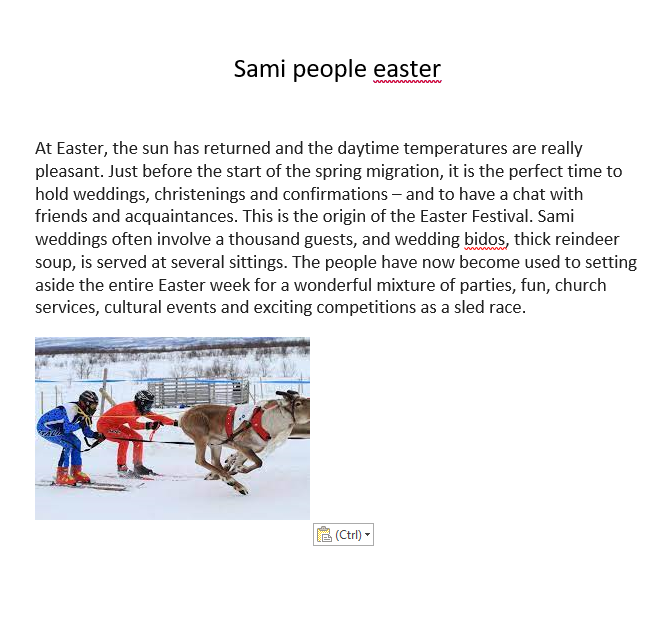 Sami people easter
At Easter, the sun has returned and the daytime temperatures are really
pleasant. Just before the start of the spring migration, it is the perfect time to
hold weddings, christenings and confirmations – and to have a chat with
friends and acquaintances. This is the origin of the Easter Festival. Sami
weddings often involve a thousand guests, and wedding bidos, thick reindeer
soup, is served at several sittings. The people have now become used to setting
aside the entire Easter week for a wonderful mixture of parties, fun, church
services, cultural events and exciting competitions as a sled race.
(Ctrl)